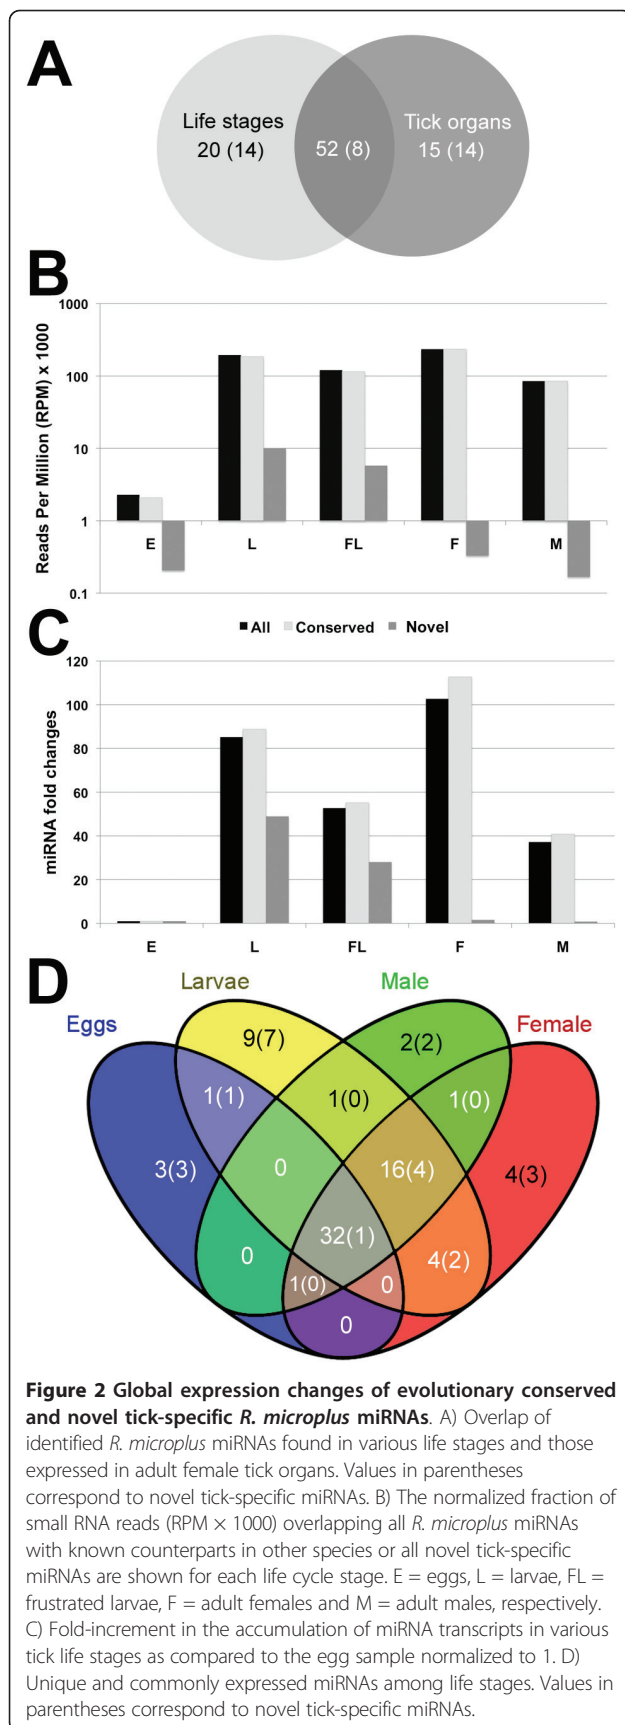 A
Life stages
20 (14)
52 (8)
Tick organs
15 (14)
B
Reads Per Million (RPM) x 1000
1000
100
10
1
0.1
E
L
FL
F
M
All
Conserved
Novel
C
miRNA fold changes
120
100
80
60
40
20
0
E
L
FL
F
M
D
Eggs
Larvae
Male
Female
9(7)
2(2)
1(1)
1(0)
1(0)
3(3)
0
16(4)
4(3)
32(1)
0
4(2)
1(0)
0
0
Figure 2 Global expression changes of evolutionary conserved
and novel tick-specific R. microplus miRNAs. A) Overlap of
identified R. microplus miRNAs found in various life stages and those
expressed in adult female tick organs. Values in parentheses
correspond to novel tick-specific miRNAs. B) The normalized fraction of
small RNA reads (RPM × 1000) overlapping all R. microplus miRNAs
with known counterparts in other species or all novel tick-specific
miRNAs are shown for each life cycle stage. E = eggs, L = larvae, FL =
frustrated larvae, F = adult females and M = adult males, respectively.
C) Fold-increment in the accumulation of miRNA transcripts in various
tick life stages as compared to the egg sample normalized to 1. D)
Unique and commonly expressed miRNAs among life stages. Values in
parentheses correspond to novel tick-specific miRNAs.